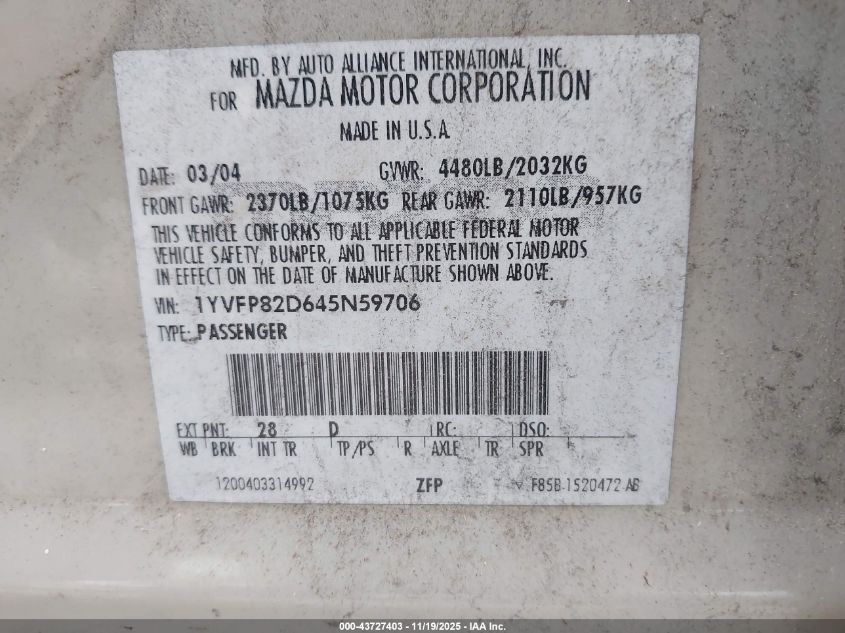 MFD. BY AUTO ALLIANCE INTERNATIONAL, INC.
FOR MAZDA MOTOR CORPORATION
MADE IN U.S.A.
DATE: 03/04 GVWR: 4480LB/2032KG
FRONT GAWR: 2370LB/1075KG REAR GAWR: 2110LB/957KG
THIS VEHICLE CONFORMS TO ALL APPLICABLE FEDERAL MOTOR
VEHICLE SAFETY, BUMPER, AND THEFT PREVENTION STANDARDS
IN EFFECT ON THE DATE OF MANUFACTURE SHOWN ABOVE.
VIN: 1YVFP82D645N59706
TYPE: PASSENGER
EXT PNT: 28 D RC: DSO:
WB BRK INT TR TP/PS R AXLE TR SPR
1200403314992 ZFP F85B-1520472-AB
000-43727403 - 11/19/2025 - IAA Inc.